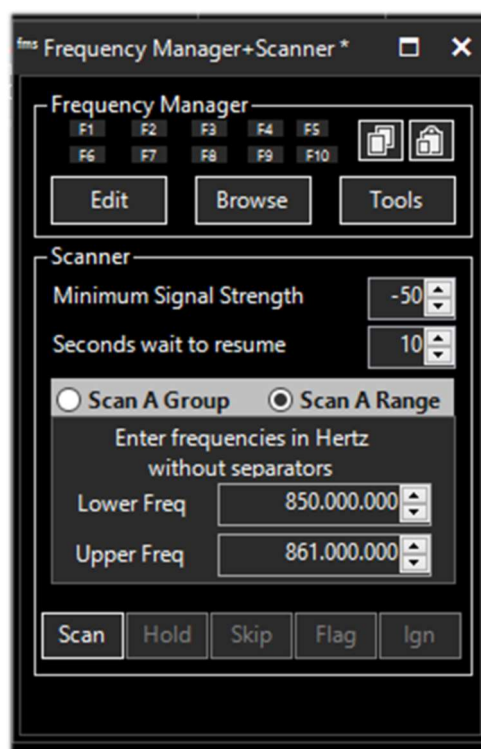 fms Frequency Manager+Scanner *
Frequency Manager
F1 F2 F3 F4 F5
F6 F7 F8 F9 F10
Edit Browse Tools
Scanner
Minimum Signal Strength -50
Seconds wait to resume 10
Scan A Group Scan A Range
Enter frequencies in Hertz
without separators
Lower Freq 850.000.000
Upper Freq 861.000.000
Scan Hold Skip Flag Ign